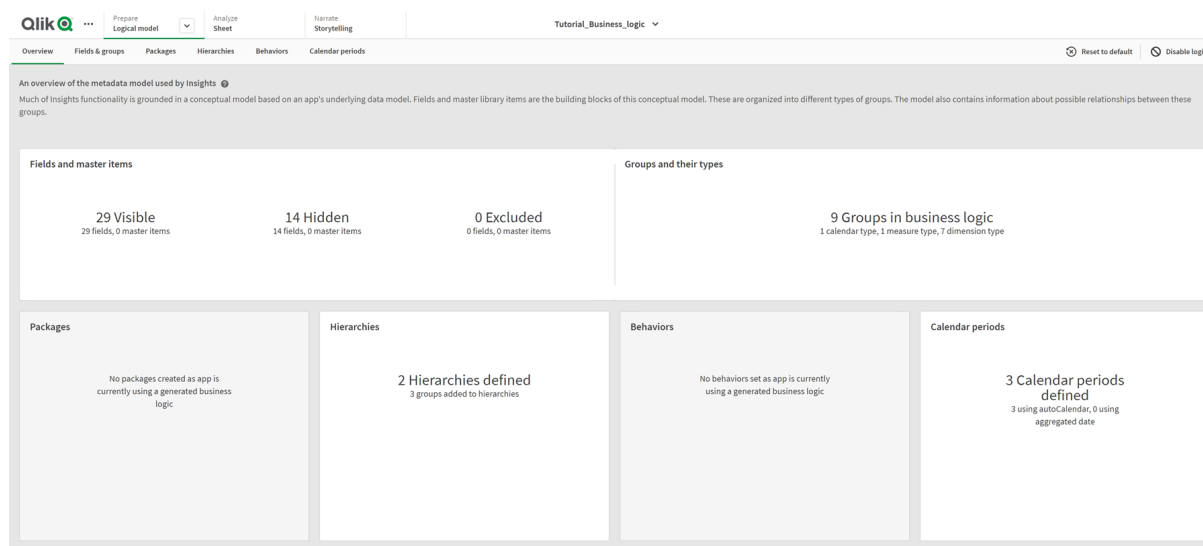 Qlik
Prepare
Logical model
Analyze
Sheet
Narrate
Storytelling
Tutorial_Business_logic
Overview
Fields & groups
Packages
Hierarchies
Behaviors
Calendar periods
Reset to default
Disable logi
An overview of the metadata model used by Insights
Much of Insights functionality is grounded in a conceptual model based on an app's underlying data model. Fields and master library items are the building blocks of this conceptual model. These are organized into different types of groups. The model also contains information about possible relationships between these
groups.
Fields and master items
29 Visible
29 fields, 0 master items
14 Hidden
14 fields, 0 master items
0 Excluded
0 fields, 0 master items
Groups and their types
9 Groups in business logic
1 calendar type, 1 measure type, 7 dimension type
Packages
No packages created as app is
currently using a generated business
logic
Hierarchies
2 Hierarchies defined
3 groups added to hierarchies
Behaviors
No behaviors set as app is currently
using a generated business logic
Calendar periods
3 Calendar periods
defined
3 using autoCalendar, 0 using
aggregated date